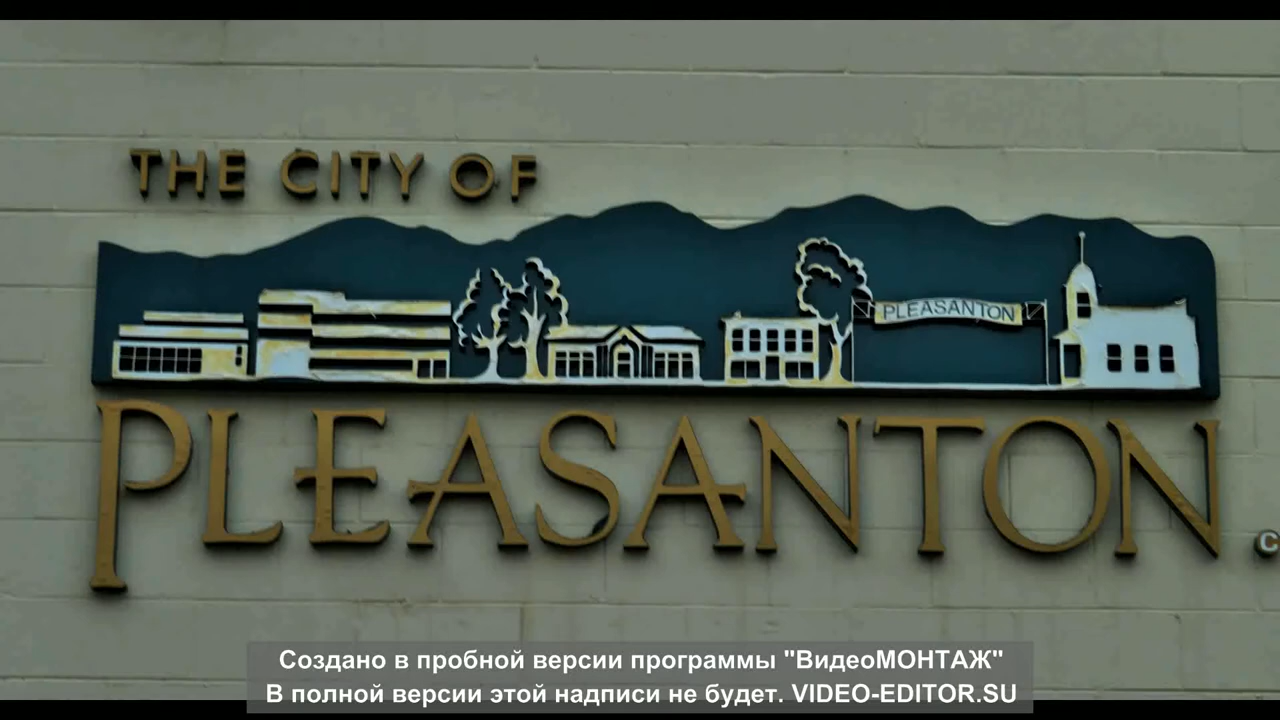 THE CITY OF
PLEASANTON
PLEASANTON
C
Создано в пробной версии программы "ВидеоМОНТАЖ"
В полной версии этой надписи не будет. VIDEO-EDITOR.SU